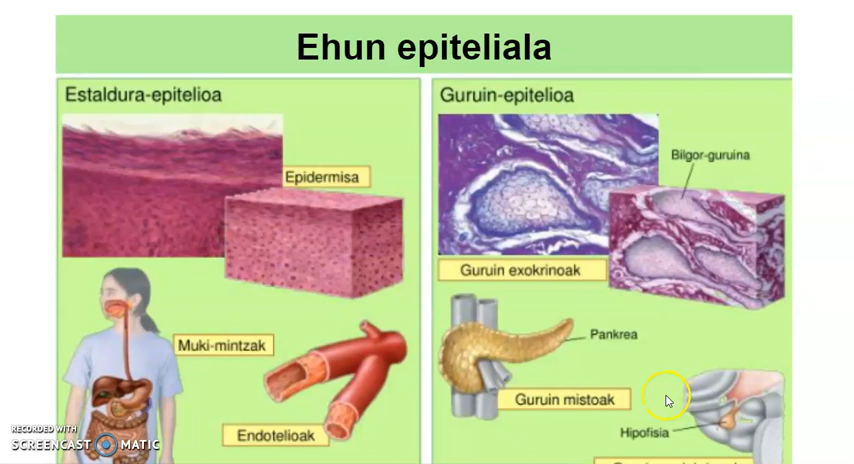 Ehun epiteliala
Estaldura-epitelioa
Epidermisa
Muki-mintzak
Endotelioak
Guruin-epitelioa
Bilgor-guruina
Guruin exokrinoak
Pankrea
Guruin mistoak
Hipofisia
RECORDED WITH
SCREENCAST MATIC